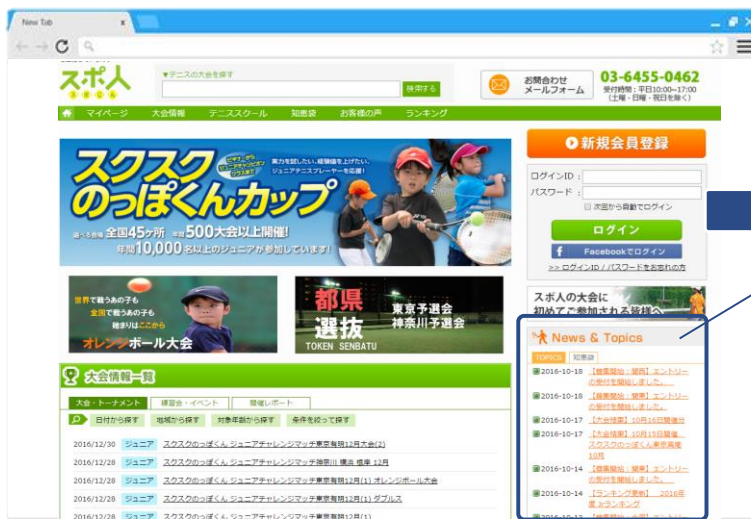 New Tab
スポ人
▼テニスの大会を探す
検索する
お問合わせ
メールフォーム
03-6455-0462
受付時間：平日10:00~17:00
（土曜・日曜・祝日を除く）
マイページ
大会情報
テニススクール
知恵袋
お客様の声
ランキング
スクスク
のっぽくんカップ
実力を試したい、経験値を上げたい、
ジュニアテニスプレーヤーを応援!
選べる会場 全国45ヶ所 年間500大会以上開催!
年間10,000名以上のジュニアが参加しています!
新規会員登録
ログインID：
パスワード：
次回から自動でログイン
ログイン
Facebookでログイン
>> ログインID / パスワードをお忘れの方
世界で戦うあの子も
全国で戦うあの子も
始まりはここから
オレンジボール大会
都県
選抜
TOKEN SENBATU
東京予選会
神奈川予選会
スポ人の大会に
初めてご参加される皆様へ
News & Topics
TOPICS
知恵袋
2016-10-18
【募集開始：関西】エントリー
の受付を開始しました。
2016-10-18
【募集開始：関東】エントリー
の受付を開始しました。
2016-10-17
【大会結果】10月16日開催分
2016-10-17
【大会結果】10月15日開催
スクスクのっぽくん東京高尾
10月
2016-10-14
【募集開始：関東】エントリー
の受付を開始しました。
2016-10-14
【ランキング更新】 2016年
度 Jrランキング
大会情報一覧
大会・トーナメント
練習会・イベント
開催レポート
日付から探す
地域から探す
対象年齢から探す
条件を絞って探す
2016/12/30 ジュニア スクスクのっぽくん ジュニアチャレンジマッチ東京有明12月大会(2)
2016/12/28 ジュニア スクスクのっぽくん ジュニアチャレンジマッチ神奈川 横浜 根岸 12月
2016/12/28 ジュニア スクスクのっぽくん ジュニアチャレンジマッチ東京有明12月(1) オレンジボール大会
2016/12/28 ジュニア スクスクのっぽくん ジュニアチャレンジマッチ東京有明12月(1) ダブルス
2016/12/28 ジュニア スクスクのっぽくん ジュニアチャレンジマッチ東京有明12月(1)